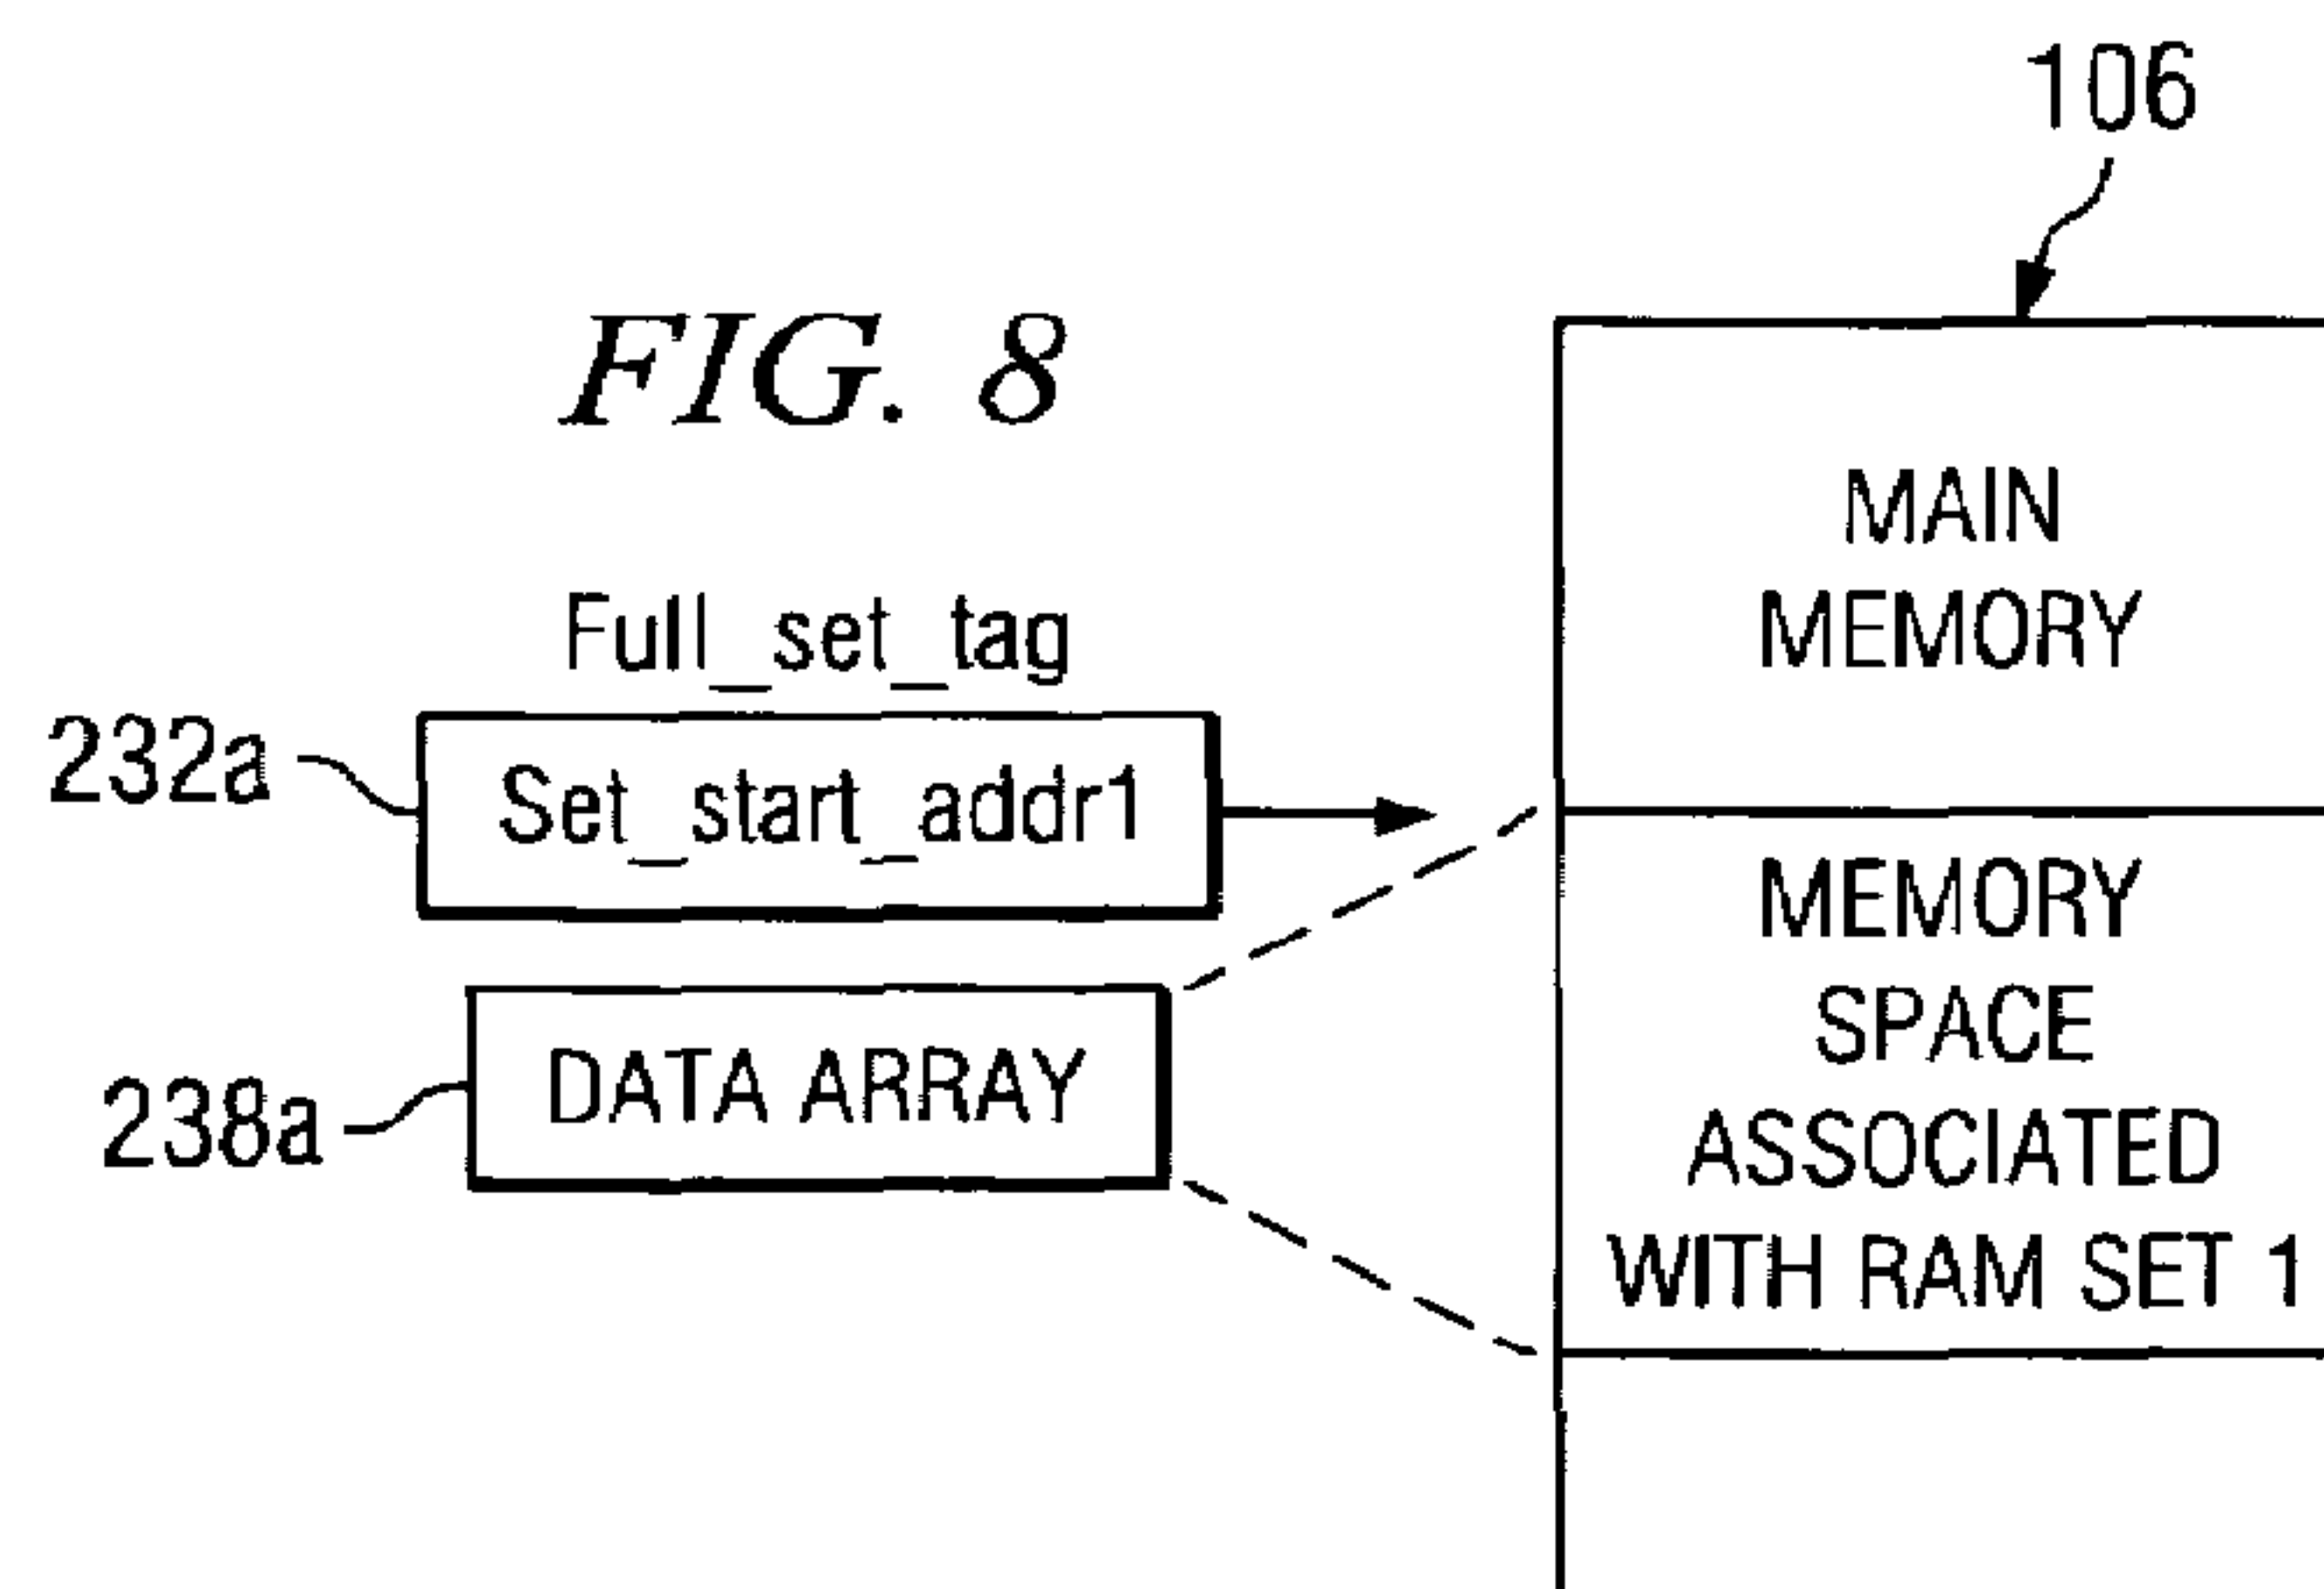 106
FIG. 8
MAIN
MEMORY
Full_set_tag
232a
Set_start_addr1
MEMORY
SPACE
ASSOCIATED
WITH RAM SET 1
238a
DATA ARRAY